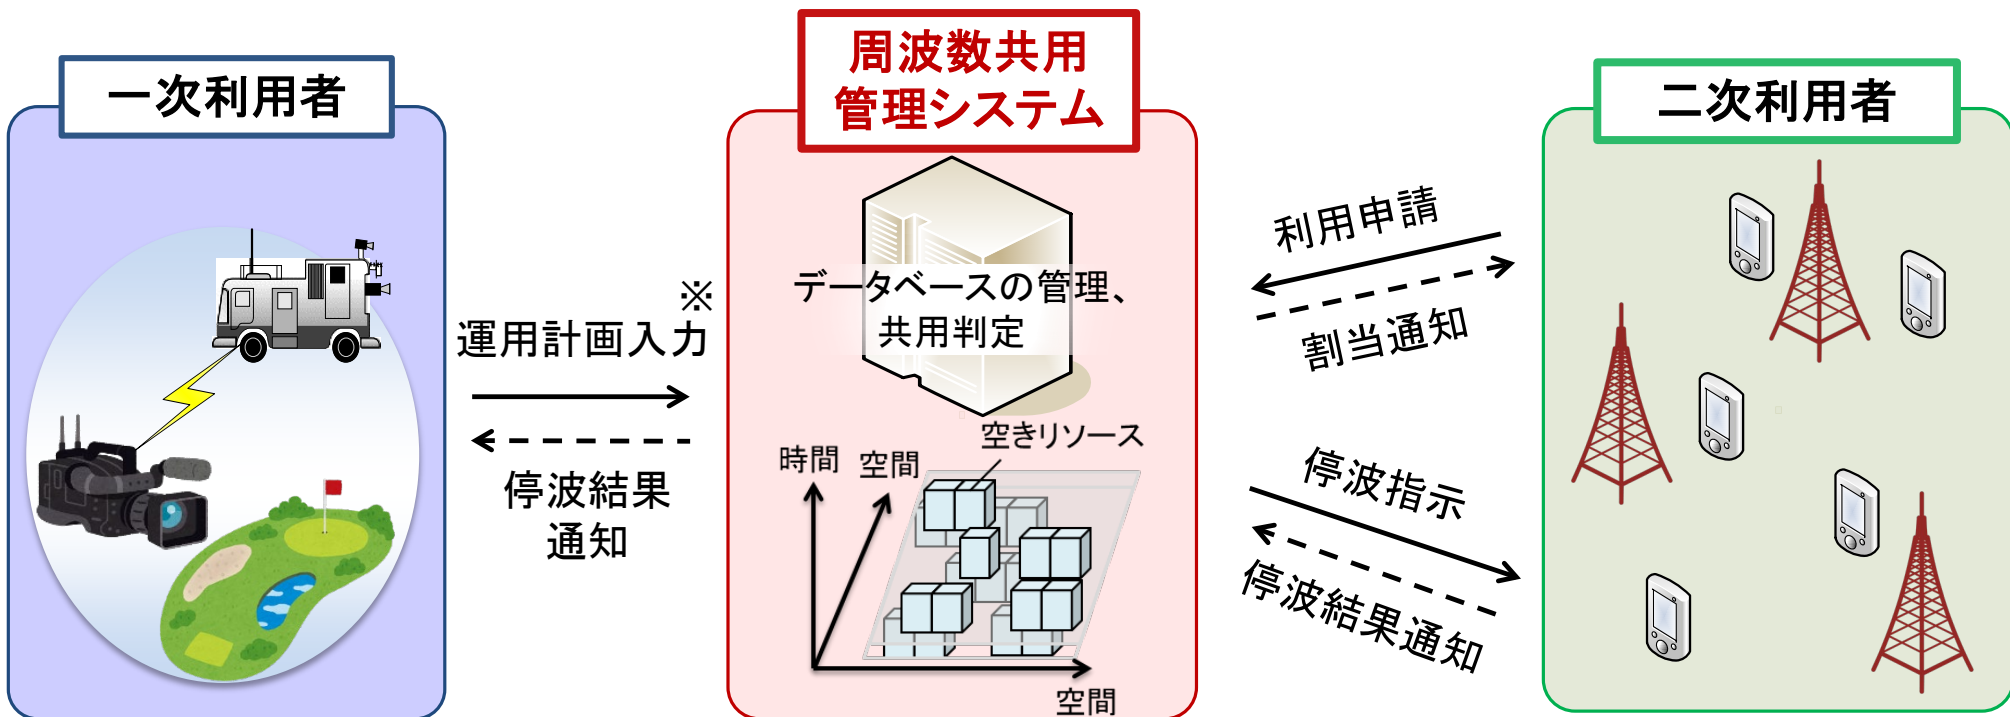 一次利用者
運用計画入力
※
停波結果
通知
周波数共用
管理システム
データベースの管理、
共用判定
空きリソース
時間
空間
空間
二次利用者
利用申請
割当通知
停波指示
停波結果通知